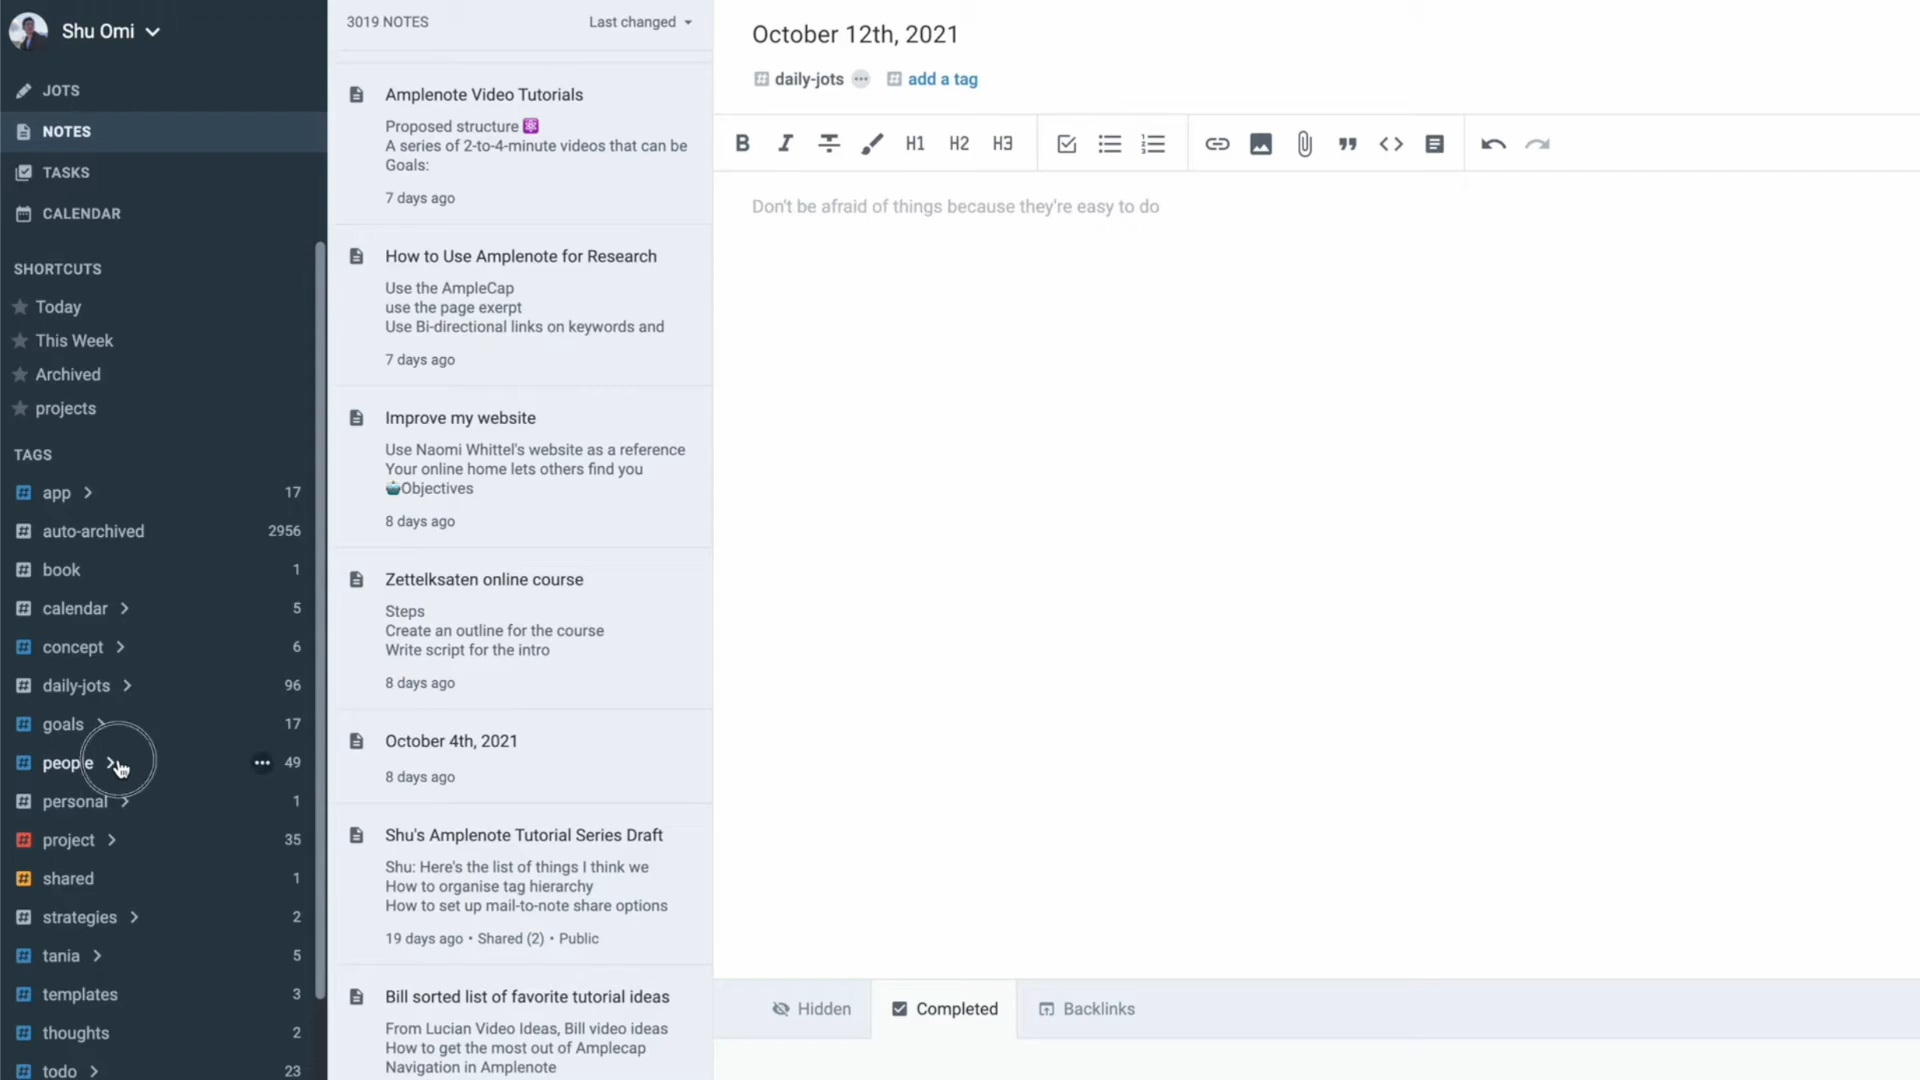 Shu Omi
JOTS
NOTES
TASKS
CALENDAR
SHORTCUTS
Today
This Week
Archived
projects
TAGS
app 17
auto-archived 2956
book 1
calendar 5
concept 6
daily-jots 96
goals 17
people 49
personal 1
project 35
shared 1
strategies 2
tania 5
templates 3
thoughts 2
todo 23
3019 NOTES Last changed
Amplenote Video Tutorials
Proposed structure
A series of 2-to-4-minute videos that can be
Goals:
7 days ago
How to Use Amplenote for Research
Use the AmpleCap
use the page exerpt
Use Bi-directional links on keywords and
7 days ago
Improve my website
Use Naomi Whittel's website as a reference
Your online home lets others find you
Objectives
8 days ago
Zettelksaten online course
Steps
Create an outline for the course
Write script for the intro
8 days ago
October 4th, 2021
8 days ago
Shu's Amplenote Tutorial Series Draft
Shu: Here's the list of things I think we
How to organise tag hierarchy
How to set up mail-to-note share options
19 days ago • Shared (2) • Public
Bill sorted list of favorite tutorial ideas
From Lucian Video Ideas, Bill video ideas
How to get the most out of Amplecap
Navigation in Amplenote
October 12th, 2021
daily-jots add a tag
B I H1 H2 H3
Don't be afraid of things because they're easy to do
Hidden Completed Backlinks